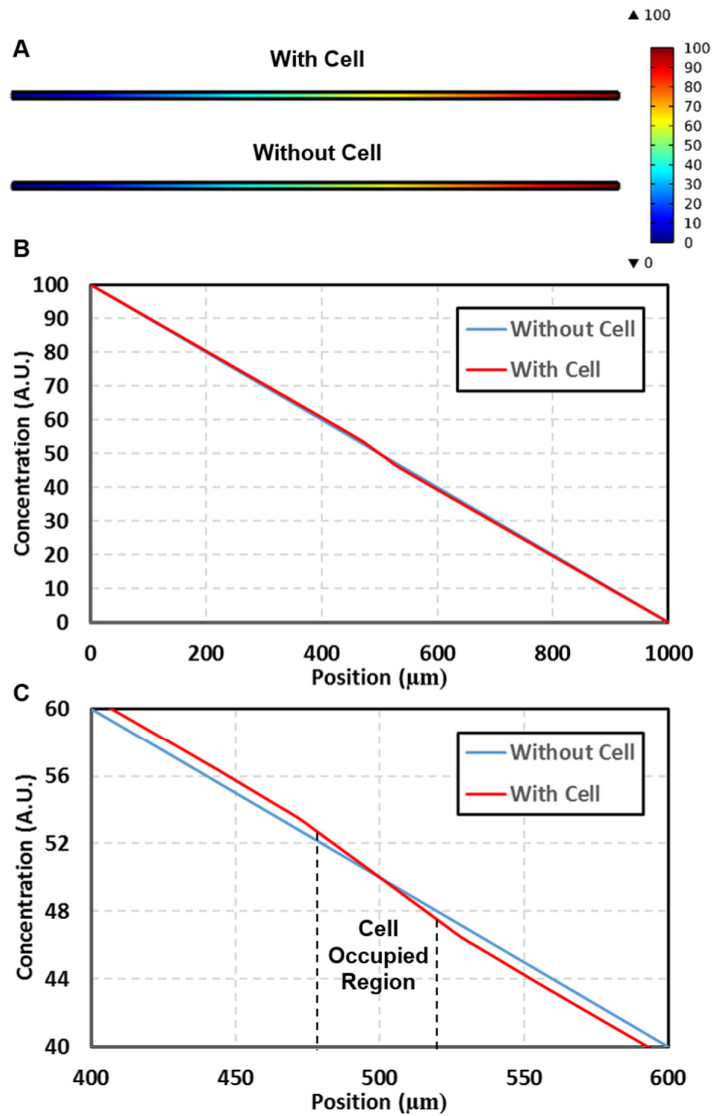 ▲ 100
A
With Cell
100
90
80
70
60
50
40
30
20
10
0
Without Cell
▼ 0
B
100
90
80
70
60
50
40
30
20
10
0
Concentration (A.U.)
Without Cell
With Cell
0 200 400 600 800 1000
Position (µm)
C
60
56
52
48
44
40
Concentration (A.U.)
Without Cell
With Cell
Cell
Occupied
Region
400 450 500 550 600
Position (µm)